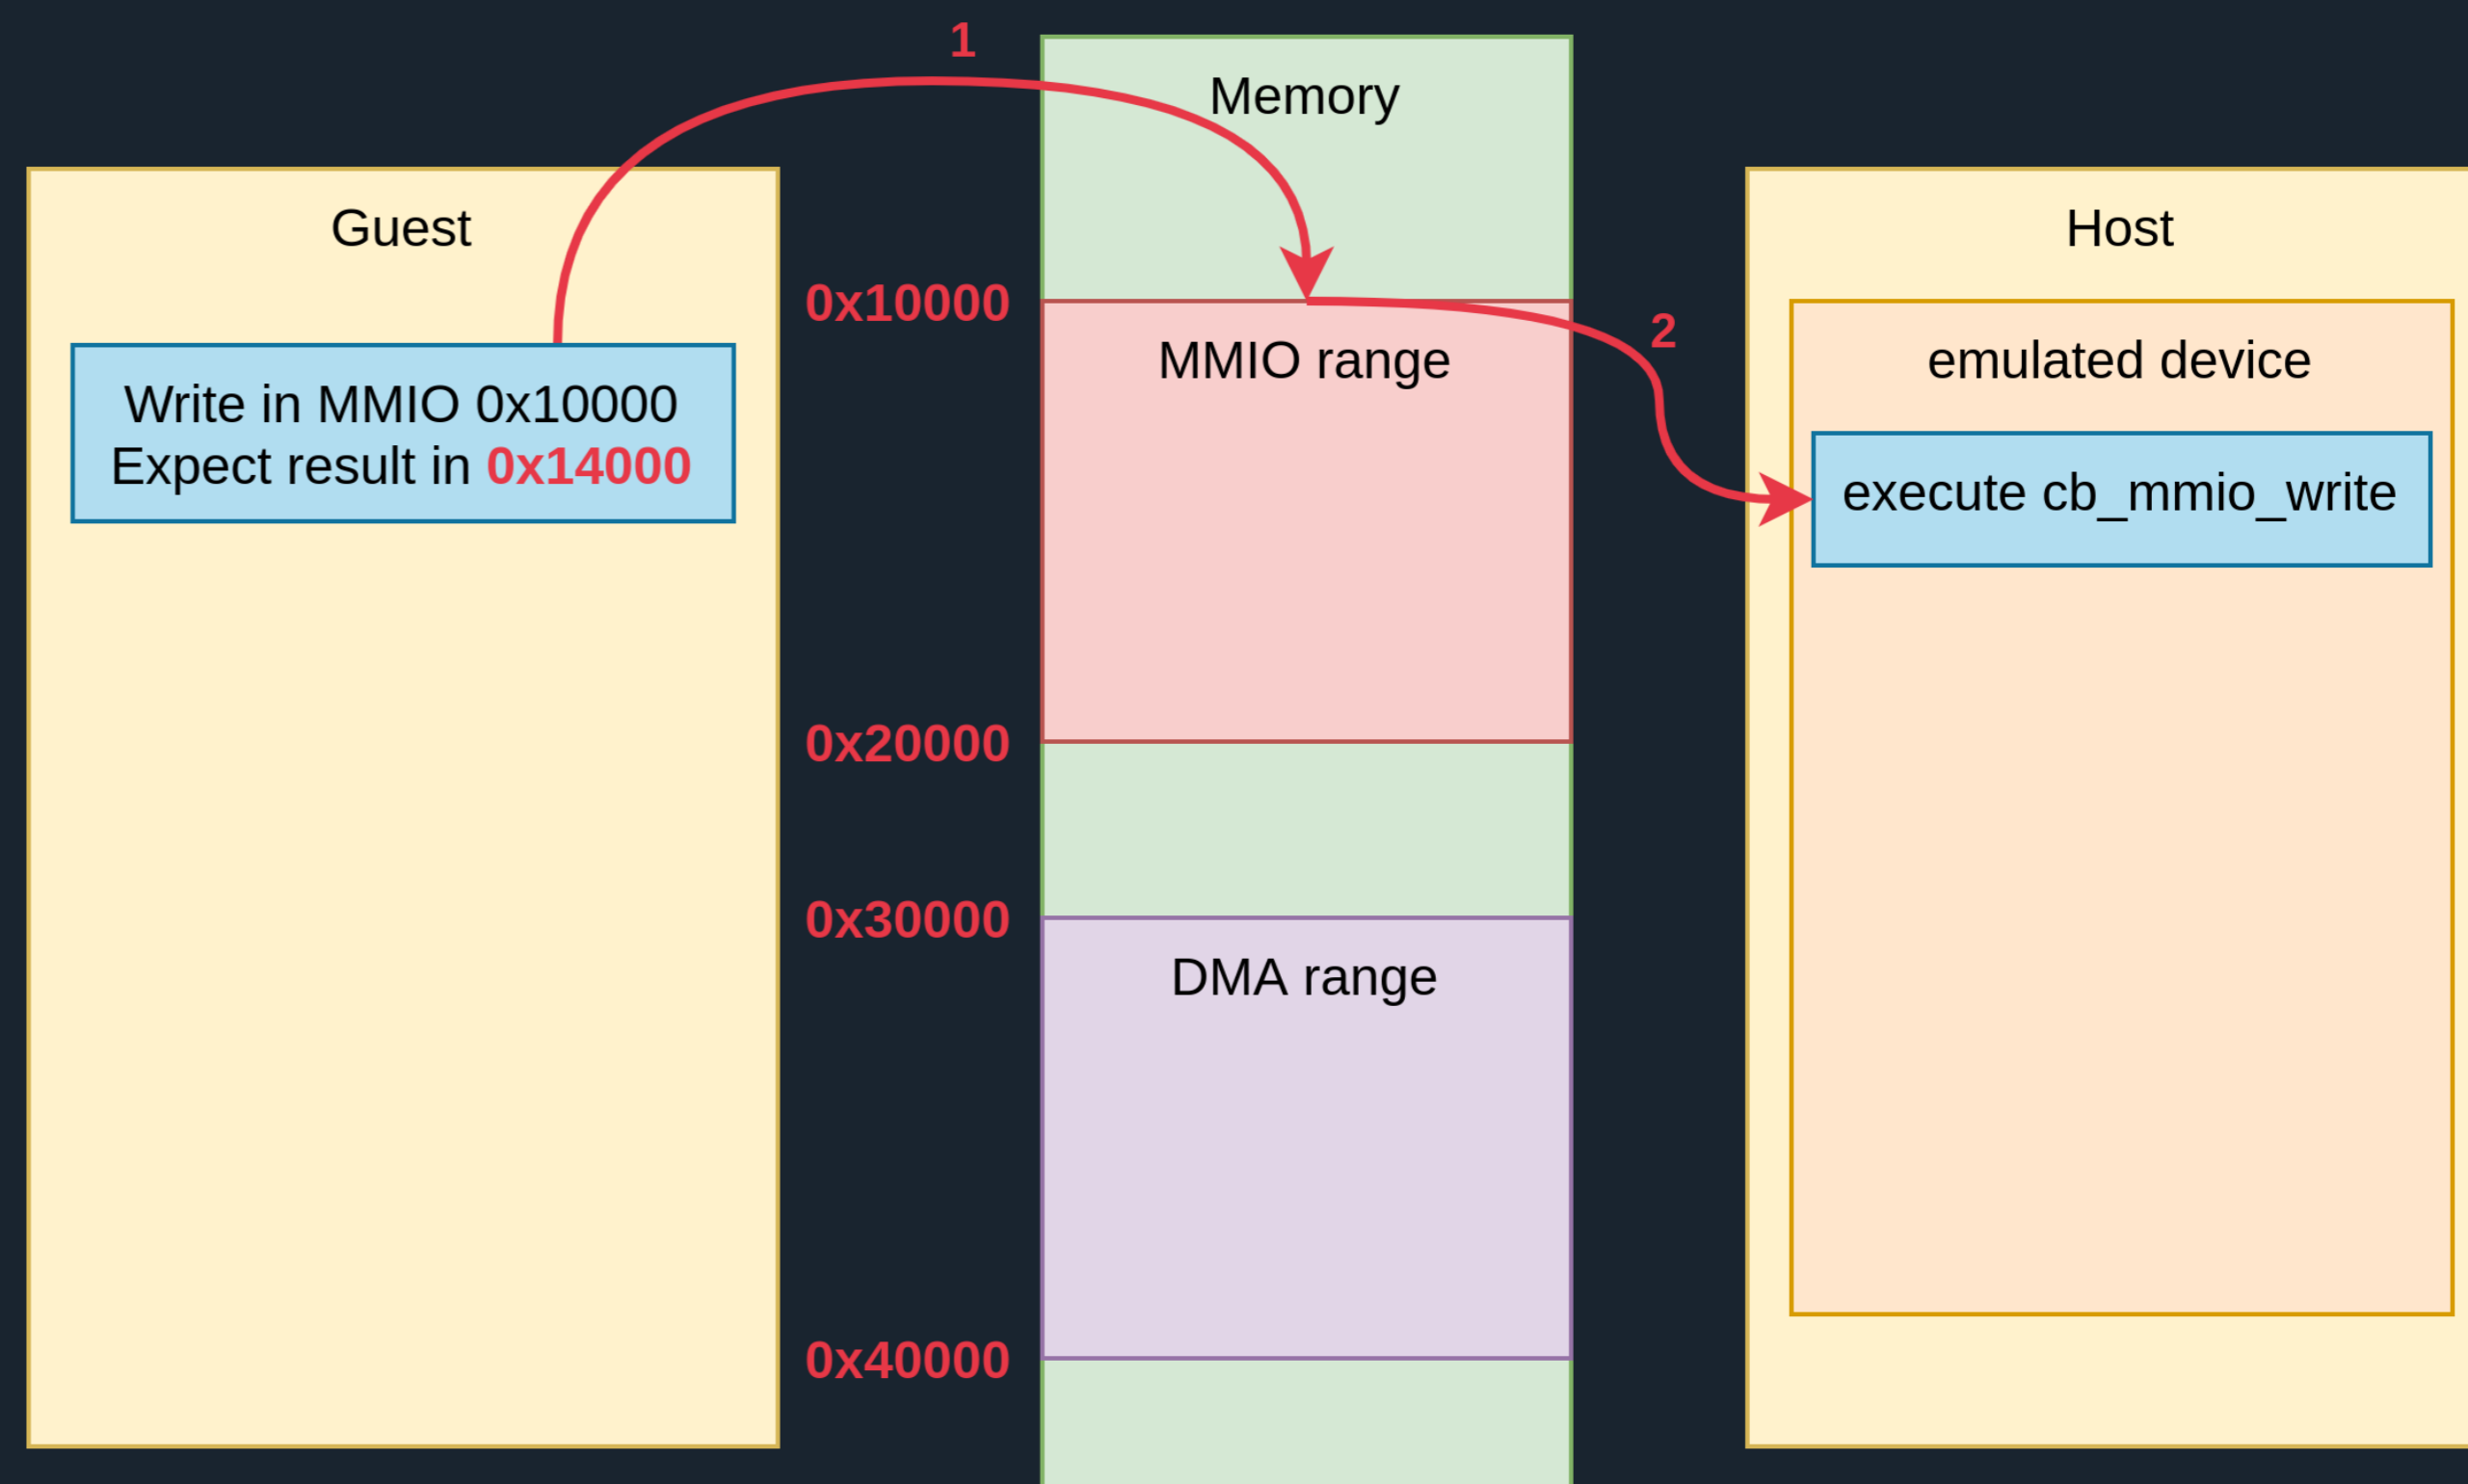 1
Memory
Guest
Host
0x10000
2
MMIO range
emulated device
Write in MMIO 0x10000
Expect result in 0x14000
execute cb_mmio_write
0x20000
0x30000
DMA range
0x40000